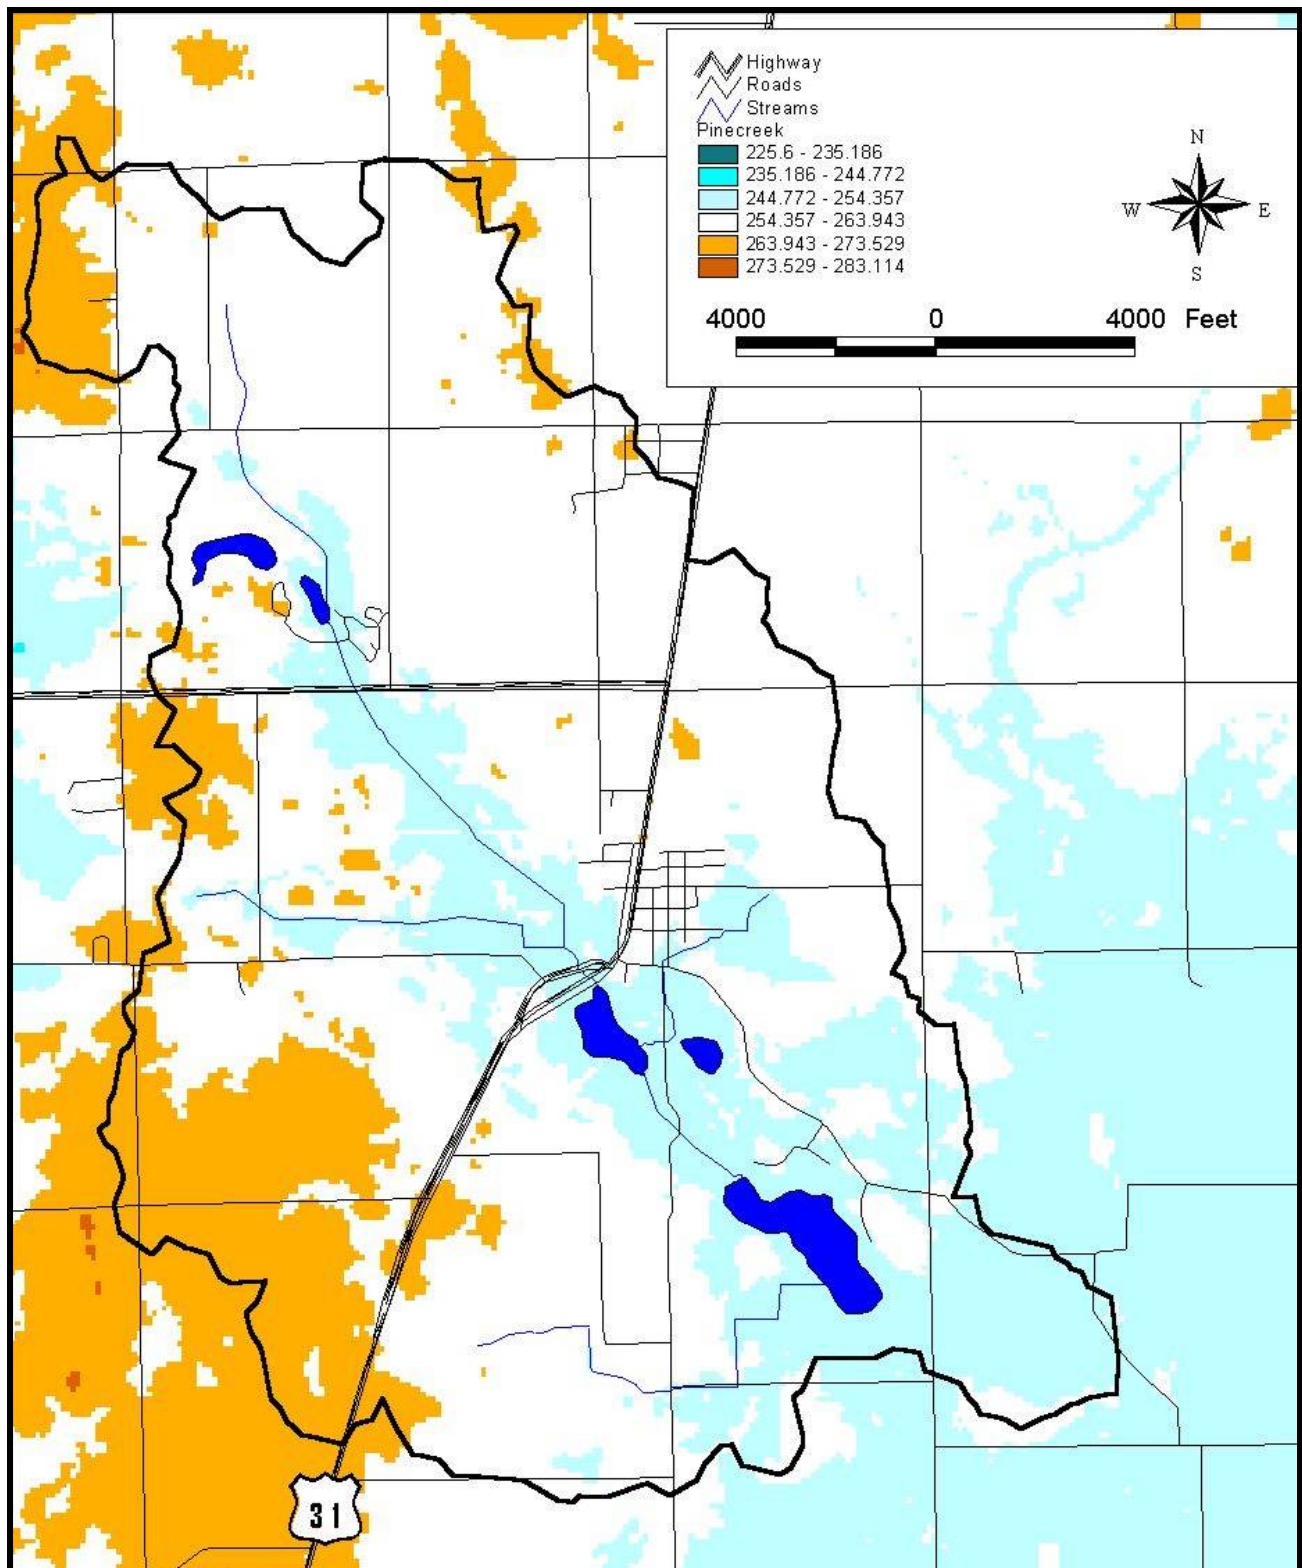 Highway
Roads
Streams
Pinecreek
225.6 - 235.186
235.186 - 244.772
244.772 - 254.357
254.357 - 263.943
263.943 - 273.529
273.529 - 283.114
N
W E
S
4000 0 4000 Feet
31